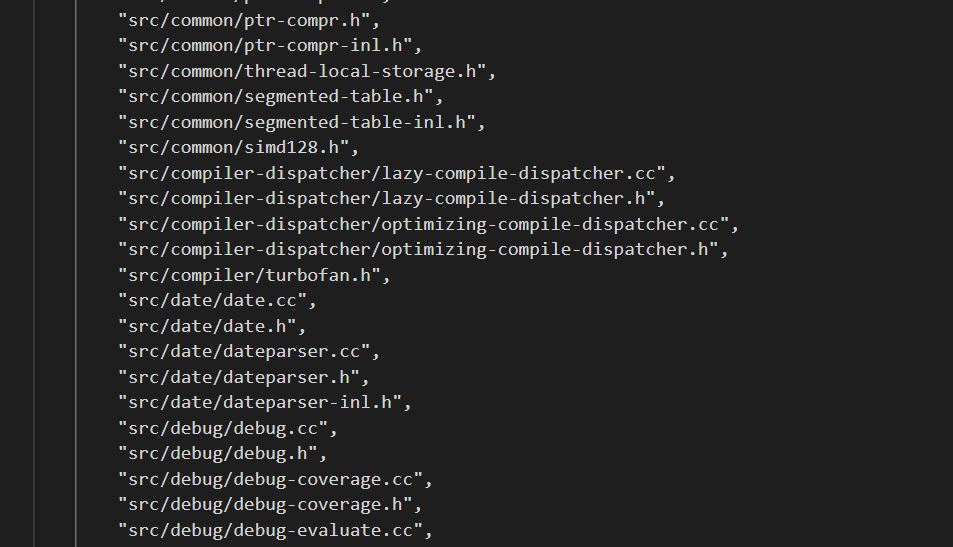 "src/common/ptr-compr.h",
"src/common/ptr-compr-inl.h",
"src/common/thread-local-storage.h",
"src/common/segmented-table.h",
"src/common/segmented-table-inl.h",
"src/common/simd128.h",
"src/compiler-dispatcher/lazy-compile-dispatcher.cc",
"src/compiler-dispatcher/lazy-compile-dispatcher.h",
"src/compiler-dispatcher/optimizing-compile-dispatcher.cc",
"src/compiler-dispatcher/optimizing-compile-dispatcher.h",
"src/compiler/turbofan.h",
"src/date/date.cc",
"src/date/date.h",
"src/date/dateparser.cc",
"src/date/dateparser.h",
"src/date/dateparser-inl.h",
"src/debug/debug.cc",
"src/debug/debug.h",
"src/debug/debug-coverage.cc",
"src/debug/debug-coverage.h",
"src/debug/debug-evaluate.cc",